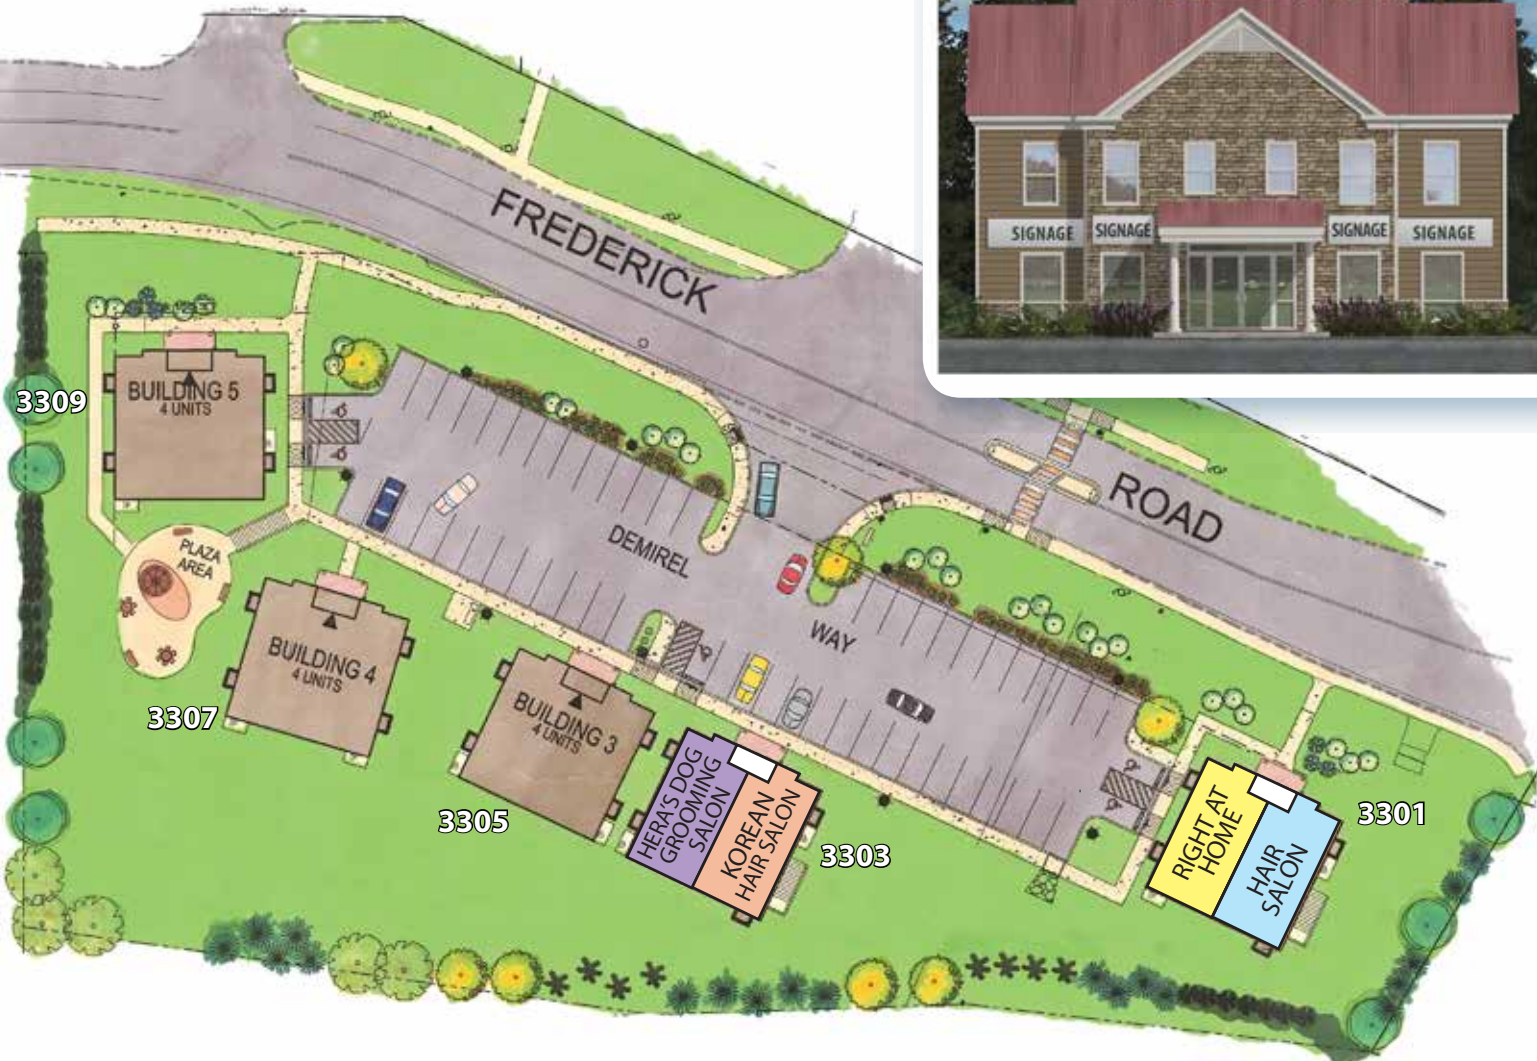 SIGNAGE
SIGNAGE
SIGNAGE
SIGNAGE
FREDERICK
ROAD
3309
BUILDING 5
4 UNITS
PLAZA
AREA
DEMIREL
WAY
BUILDING 4
4 UNITS
3307
BUILDING 3
4 UNITS
3305
HERA'S DOG
GROOMING
SALON
KOREAN
HAIR SALON
3303
RIGHT AT
HOME
HAIR
SALON
3301